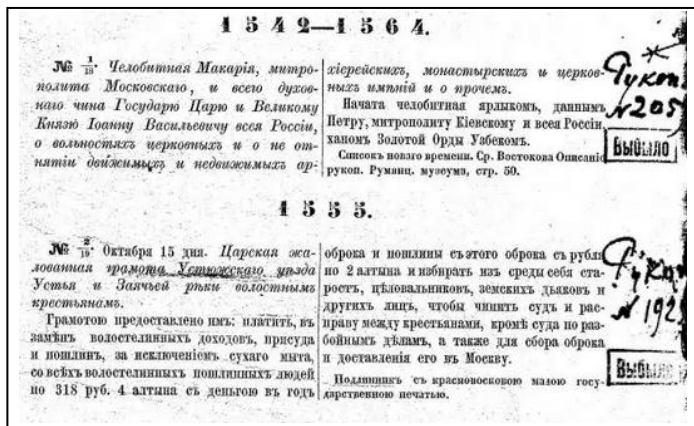 1542—1564.
№ 1/18. Челобитная Макарія, митро-
полита Московскаго, и всего духов-
наго чина Государю Царю и Великому
Князю Іоанну Васильевичу всея Россіи,
о вольностяхъ церковныхъ и о не от-
нятіи движимыхъ и недвижимыхъ ар-
хіерейскихъ, монастырскихъ и церков-
ныхъ имѣній и о прочемъ.
Начата челобитная ярлыкомъ, даннымъ
Петру, митрополиту Кіевскому и всея Россіи,
ханомъ Золотой Орды Узбекомъ.
Списокъ новаго времени. Ср. Востокова Описаніе
рукоп. Румянц. музеума, стр. 50.
Рукоп
№205
Выбыло
1555.
№ 2/19. Октября 15 дня. Царская жа-
лованная грамота Устюжскаго уѣзда
Устья и Заячьей рѣки волостнымъ
крестьянамъ.
Грамотою предоставлено имъ: платить, въ
замѣнъ волостелиныхъ доходовъ, присуда
и пошлинъ, за исключеніемъ сухаго мыта,
со всѣхъ волостелинныхъ пошлинныхъ людей
по 318 руб. 4 алтына съ деньгою въ годъ
оброка и пошлины съ этого оброка съ рубля
по 2 алтына и избирать изъ среды себя ста-
ростъ, цѣловальниковъ, земскихъ дьяковъ и
другихъ лицъ, чтобы чинить судъ и рас-
праву между крестьянами, кромѣ суда по раз-
бойнымъ дѣламъ, а также для сбора оброка
и доставленія его въ Москву.
Подлинникъ съ красновосковою малою госу-
дарственною печатью.
№192
Выбыло